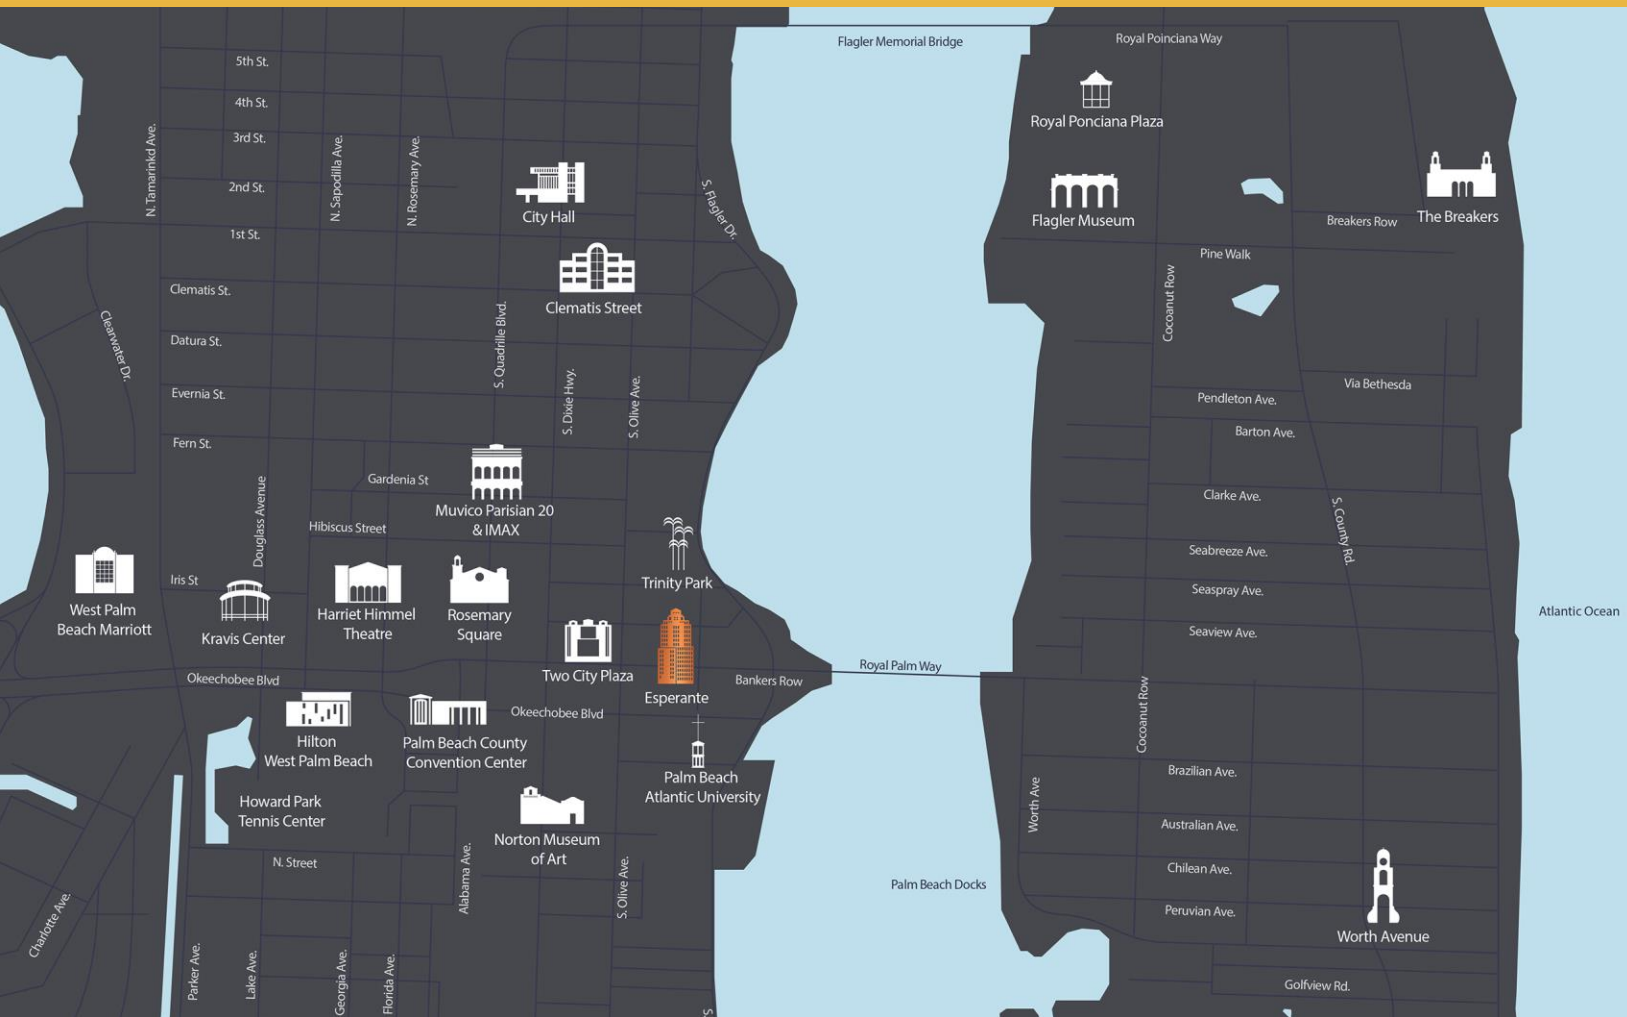 Flagler Memorial Bridge
Royal Poinciana Way
5th St.
4th St.
3rd St.
2nd St.
1st St.
N. Tamarinkd Ave.
N. Sapodilla Ave.
N. Rosemary Ave.
S. Flagler Dr.
City Hall
Royal Ponciana Plaza
Flagler Museum
The Breakers
Breakers Row
Pine Walk
Cocoanut Row
Clematis St.
Clematis Street
Clearwater Dr.
Datura St.
S. Quadrille Blvd.
Evernia St.
S. Dixie Hwy.
S. Olive Ave.
Via Bethesda
Pendleton Ave.
Barton Ave.
Fern St.
Gardenia St
Douglass Avenue
Muvico Parisian 20
& IMAX
Hibiscus Street
Clarke Ave.
S. County Rd.
Seabreeze Ave.
Iris St
Trinity Park
Seaspray Ave.
West Palm
Beach Marriott
Kravis Center
Harriet Himmel
Theatre
Rosemary
Square
Atlantic Ocean
Seaview Ave.
Two City Plaza
Esperante
Bankers Row
Royal Palm Way
Okeechobee Blvd
Okeechobee Blvd
Cocoanut Row
Hilton
West Palm Beach
Palm Beach County
Convention Center
Palm Beach
Atlantic University
Brazilian Ave.
Worth Ave
Howard Park
Tennis Center
Australian Ave.
Norton Museum
of Art
N. Street
Alabama Ave.
S. Olive Ave.
Palm Beach Docks
Chilean Ave.
Peruvian Ave.
Worth Avenue
Charlotte Ave.
Parker Ave.
Lake Ave.
Georgia Ave.
Florida Ave.
Golfview Rd.